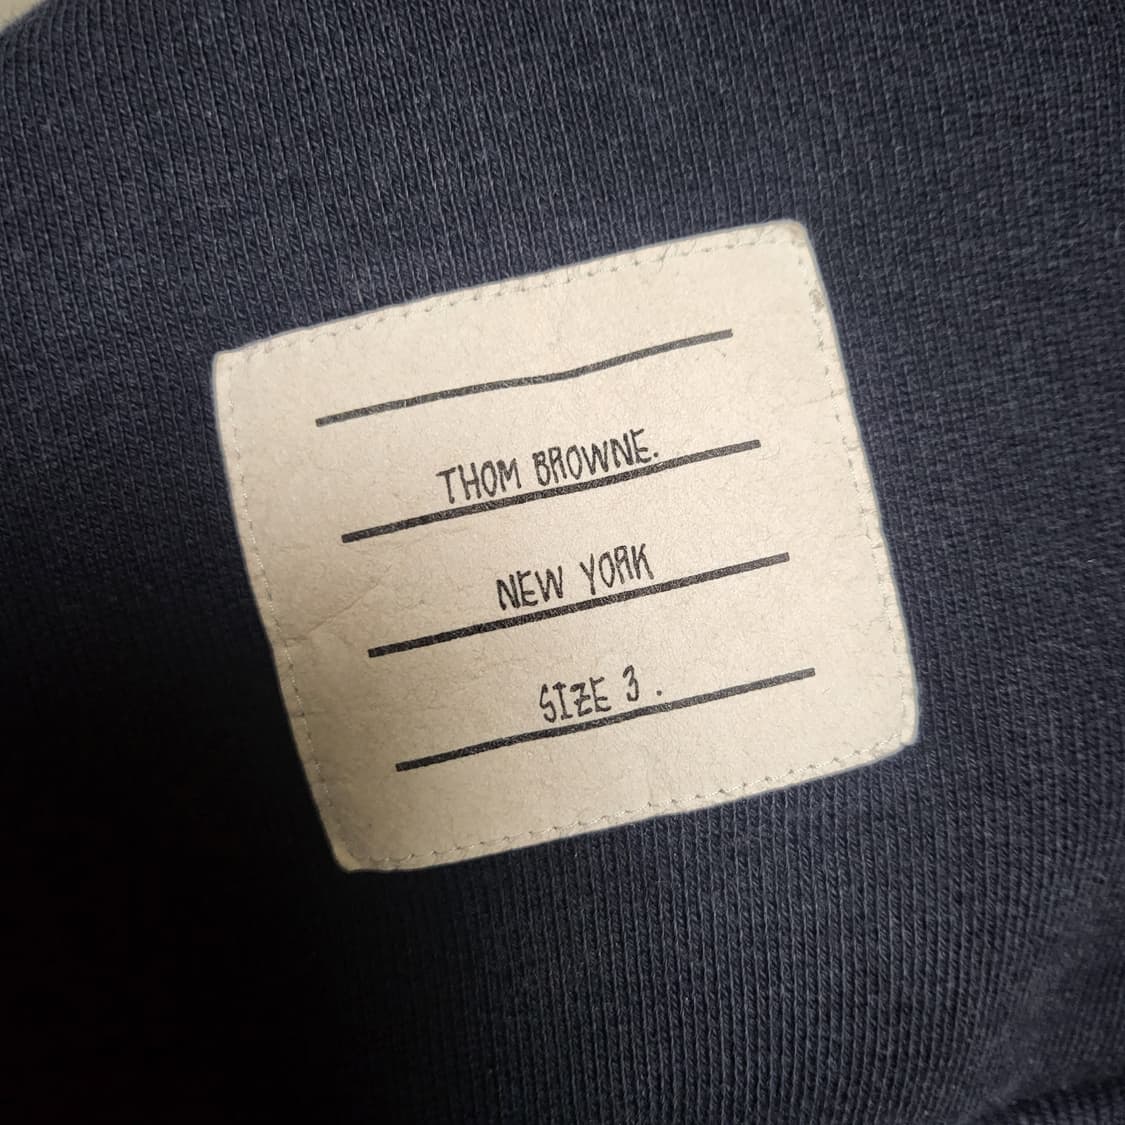 THOM BROWNE.
NEW YORK
SIZE 3 .